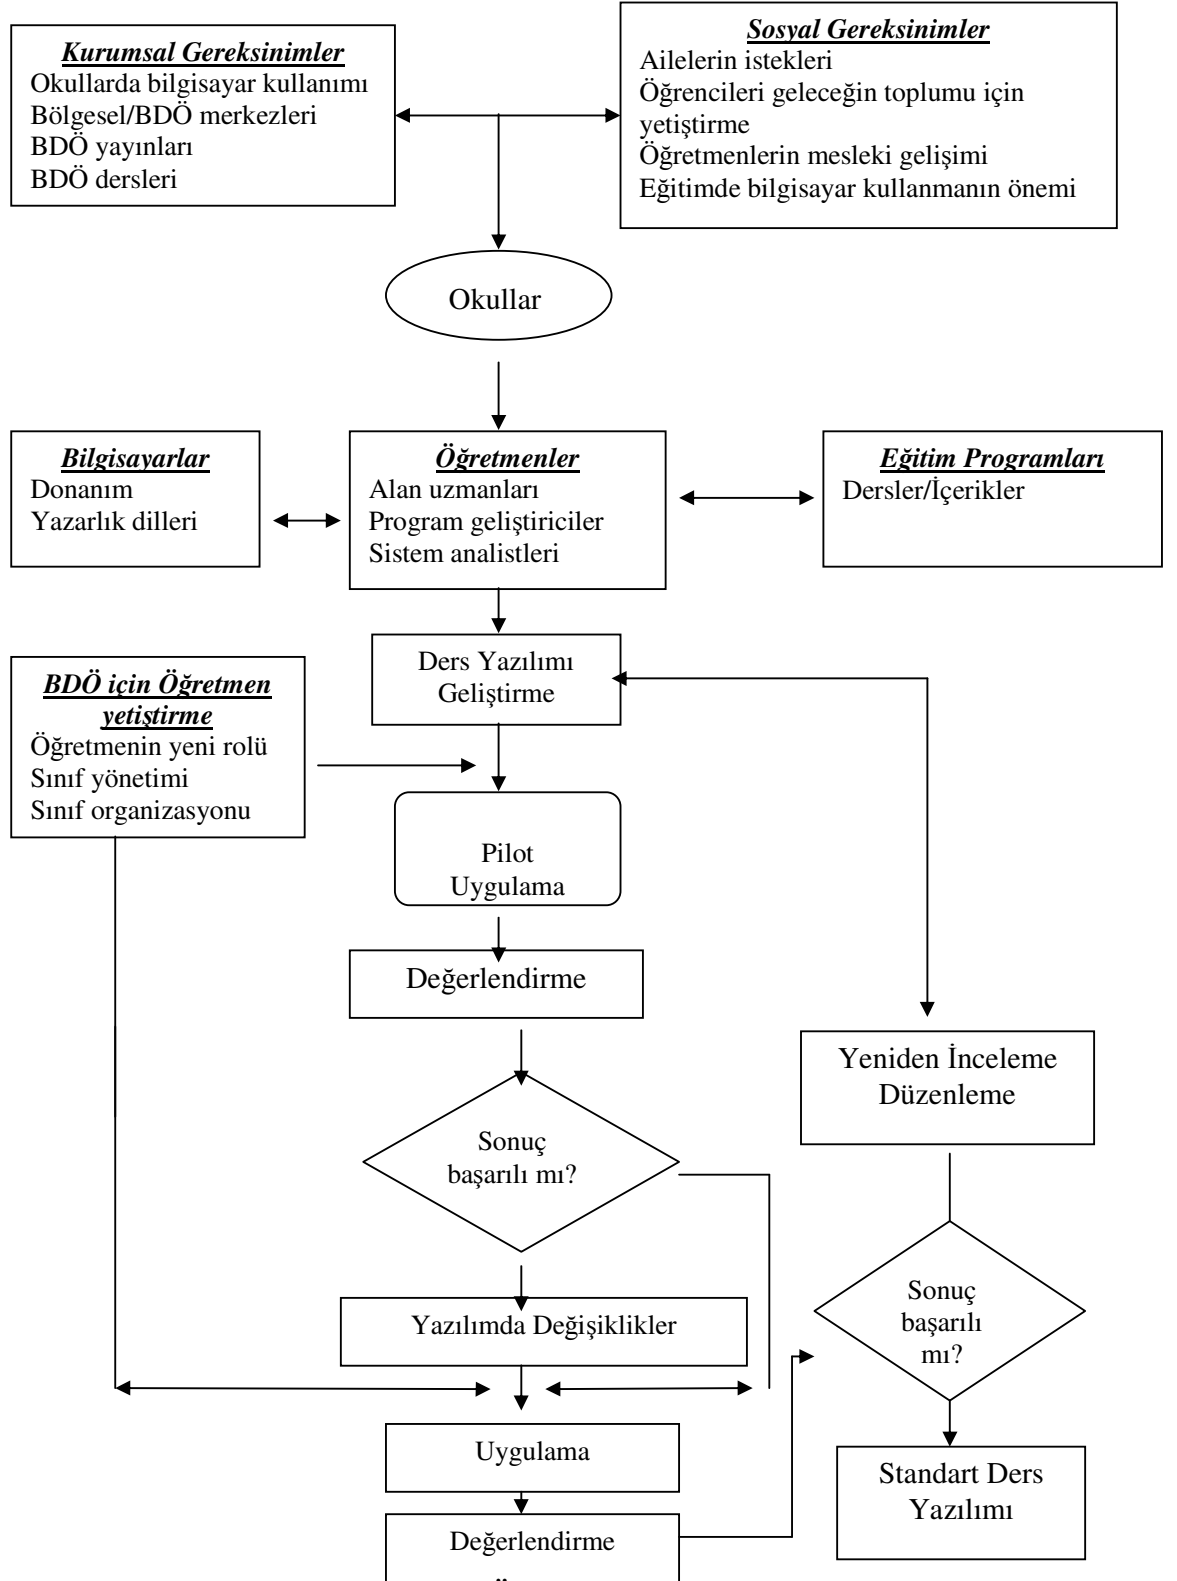 Kurumsal Gereksinimler
Okullarda bilgisayar kullanımı
Bölgesel/BDÖ merkezleri
BDÖ yayınları
BDÖ dersleri
Sosyal Gereksinimler
Ailelerin istekleri
Öğrencileri geleceğin toplumu için
yetiştirme
Öğretmenlerin mesleki gelişimi
Eğitimde bilgisayar kullanmanın önemi
Okullar
Bilgisayarlar
Donanım
Yazarlık dilleri
Öğretmenler
Alan uzmanları
Program geliştiriciler
Sistem analistleri
Eğitim Programları
Dersler/İçerikler
Ders Yazılımı
Geliştirme
BDÖ için Öğretmen
yetiştirme
Öğretmenin yeni rolü
Sınıf yönetimi
Sınıf organizasyonu
Pilot
Uygulama
Değerlendirme
Yeniden İnceleme
Düzenleme
Sonuç
başarılı mı?
Yazılımda Değişiklikler
Sonuç
başarılı
mı?
Uygulama
Standart Ders
Yazılımı
Değerlendirme